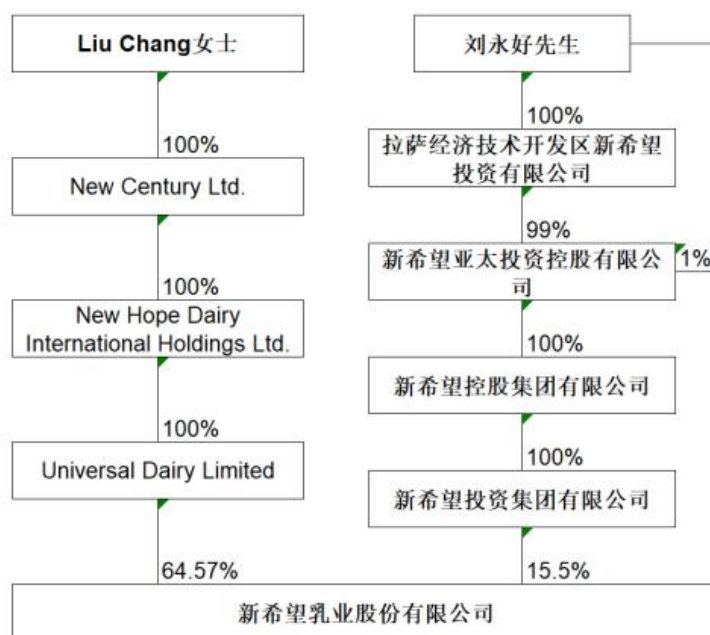 Liu Chang女士
刘永好先生
100%
100%
拉萨经济技术开发区新希望
投资有限公司
New Century Ltd.
99%
新希望亚太投资控股有限公
司
1%
100%
New Hope Dairy
International Holdings Ltd.
100%
新希望控股集团有限公司
100%
100%
Universal Dairy Limited
新希望投资集团有限公司
64.57%
15.5%
新希望乳业股份有限公司